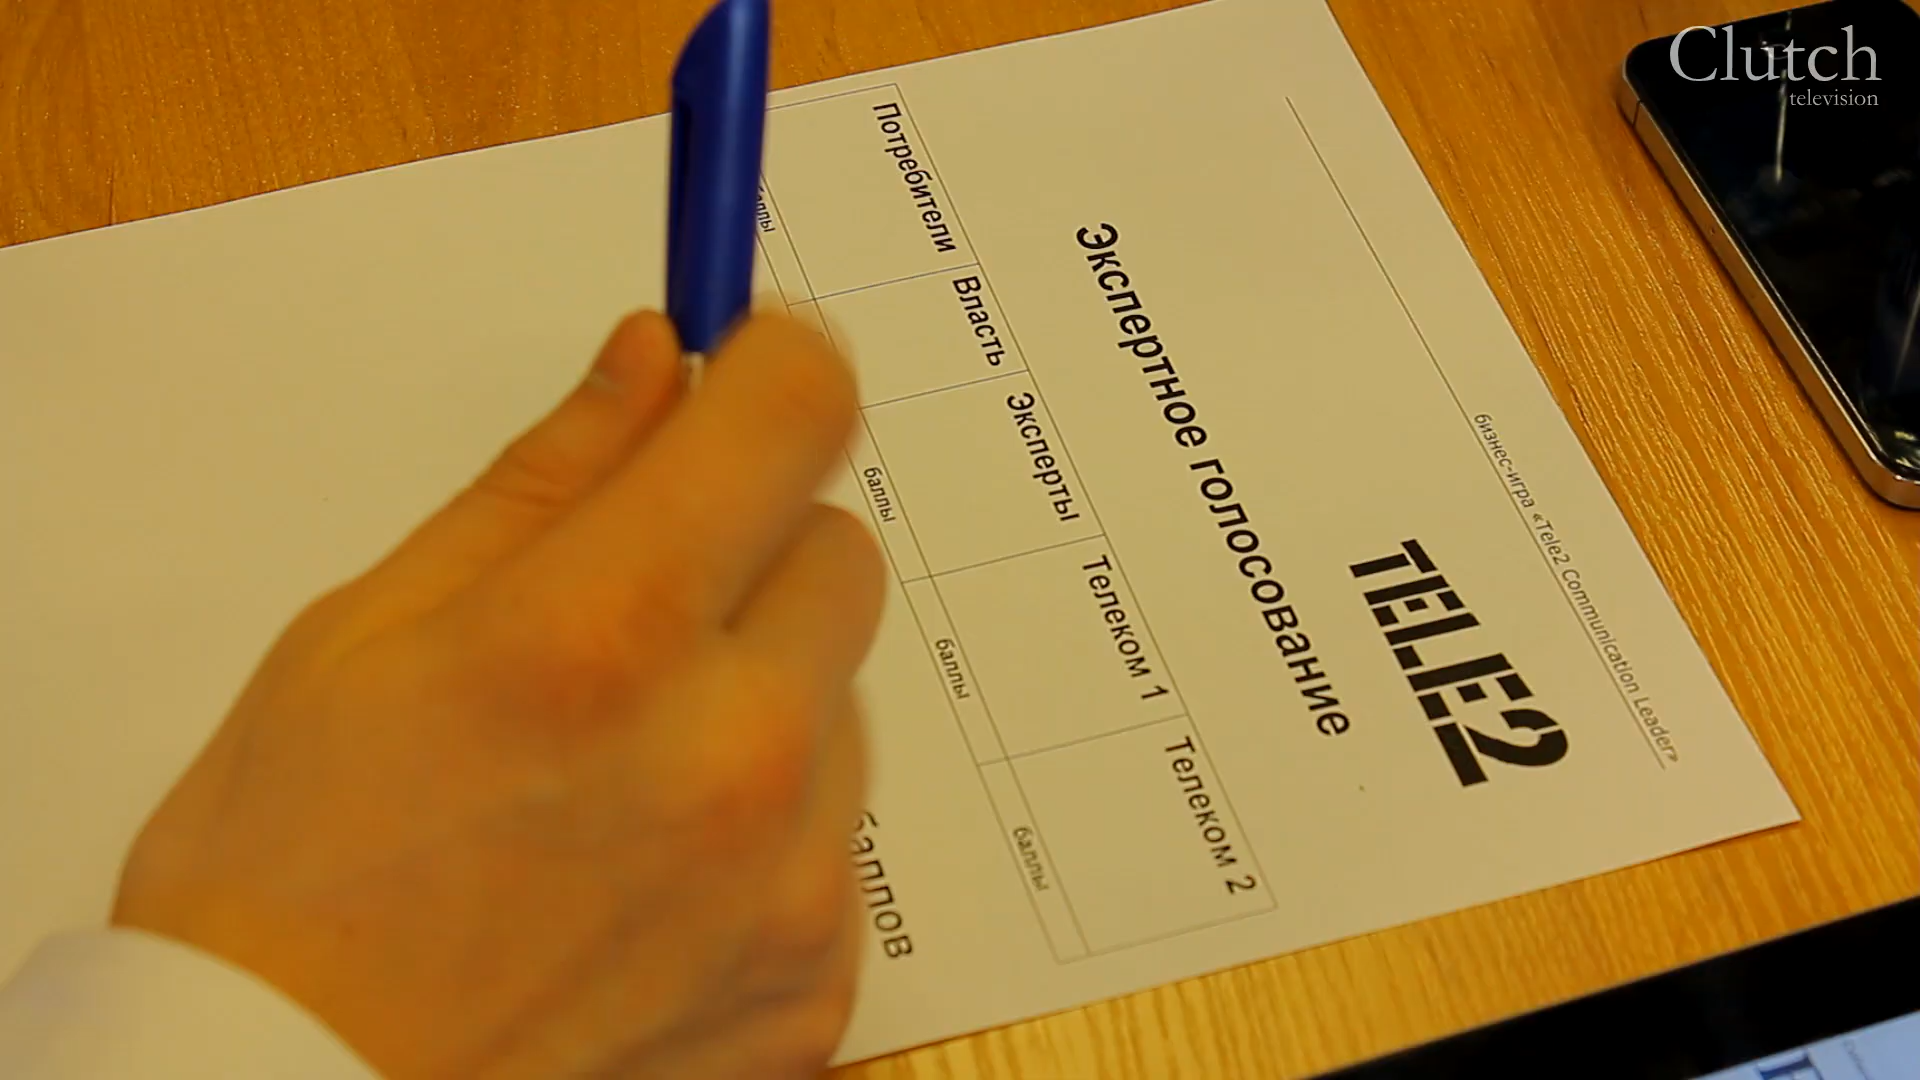 Clutch
television
бизнес-игра «Tele2 Communication Leader»
TELE2
Экспертное голосование
Потребители Власть Эксперты Телеком 1 Телеком 2
баллы баллы баллы баллы
баллов